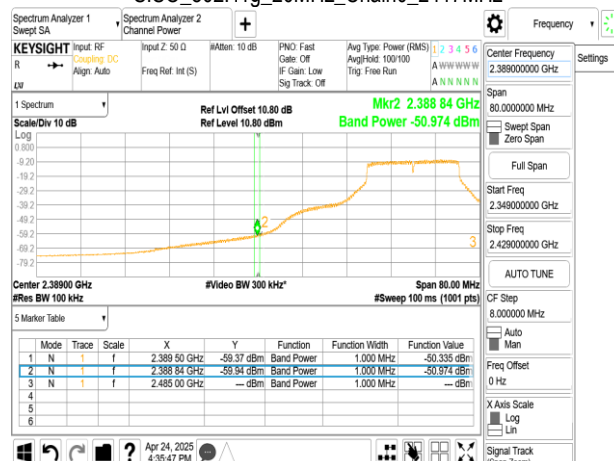 Spectrum Analyzer 1
Swept SA
Spectrum Analyzer 2
Channel Power
+
Frequency
Settings
KEYSIGHT
R
Input: RF
Coupling: DC
Align: Auto
Input Z: 50 Ω
Freq Ref: Int (S)
#Atten: 10 dB
PNO: Fast
Gate: Off
IF Gain: Low
Sig Track: Off
Avg Type: Power (RMS)
Avg|Hold: 100/100
Trig: Free Run
1 2 3 4 5 6
A W W W W W
A N N N N N
1 Spectrum
Scale/Div 10 dB
Ref Lvl Offset 10.80 dB
Ref Level 10.80 dBm
Mkr2 2.388 84 GHz
Band Power -50.974 dBm
Log
0.800
-9.20
-19.2
-29.2
-39.2
-49.2
-59.2
-69.2
-79.2
2
3
Center 2.38900 GHz
#Res BW 100 kHz
#Video BW 300 kHz*
Span 80.00 MHz
#Sweep 100 ms (1001 pts)
5 Marker Table
Mode Trace Scale X Y Function Function Width Function Value
1 N 1 f 2.389 50 GHz -59.37 dBm Band Power 1.000 MHz -50.335 dBm
2 N 1 f 2.388 84 GHz -59.94 dBm Band Power 1.000 MHz -50.974 dBm
3 N 1 f 2.485 00 GHz --- dBm Band Power 1.000 MHz --- dBm
4
5
6
?
Apr 24, 2025
4:35:47 PM
Center Frequency
2.389000000 GHz
Span
80.0000000 MHz
Swept Span
Zero Span
Full Span
Start Freq
2.349000000 GHz
Stop Freq
2.429000000 GHz
AUTO TUNE
CF Step
8.000000 MHz
Auto
Man
Freq Offset
0 Hz
X Axis Scale
Log
Lin
Signal Track